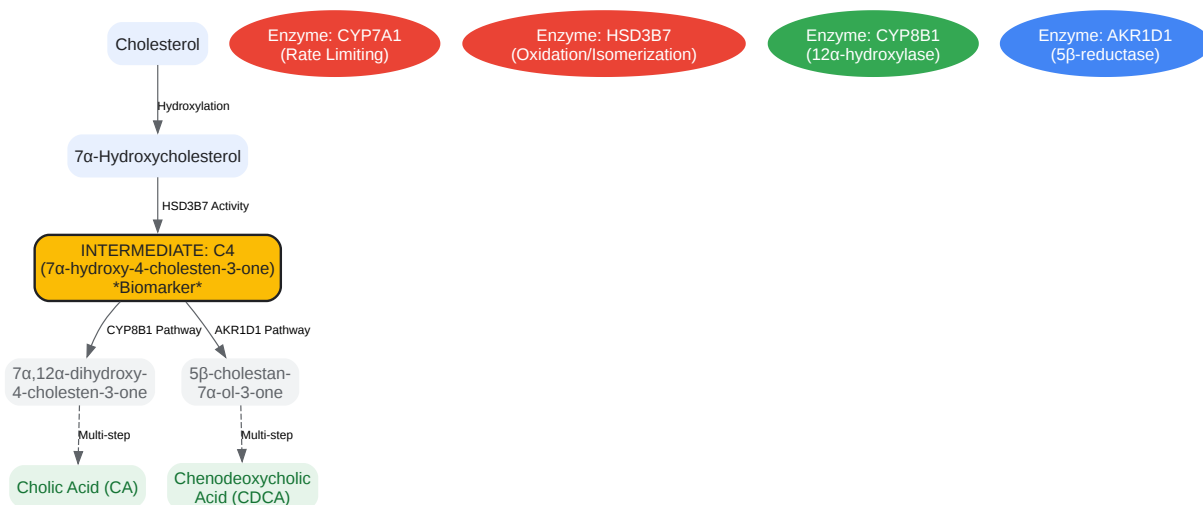 Cholesterol
Enzyme: CYP7A1
(Rate Limiting)
Enzyme: HSD3B7
(Oxidation/Isomerization)
Enzyme: CYP8B1
(12α-hydroxylase)
Enzyme: AKR1D1
(5β-reductase)
Hydroxylation
7α-Hydroxycholesterol
HSD3B7 Activity
INTERMEDIATE: C4
(7α-hydroxy-4-cholesten-3-one)
*Biomarker*
CYP8B1 Pathway
AKR1D1 Pathway
7α,12α-dihydroxy-
4-cholesten-3-one
5β-cholestan-
7α-ol-3-one
Multi-step
Multi-step
Cholic Acid (CA)
Chenodeoxycholic
Acid (CDCA)